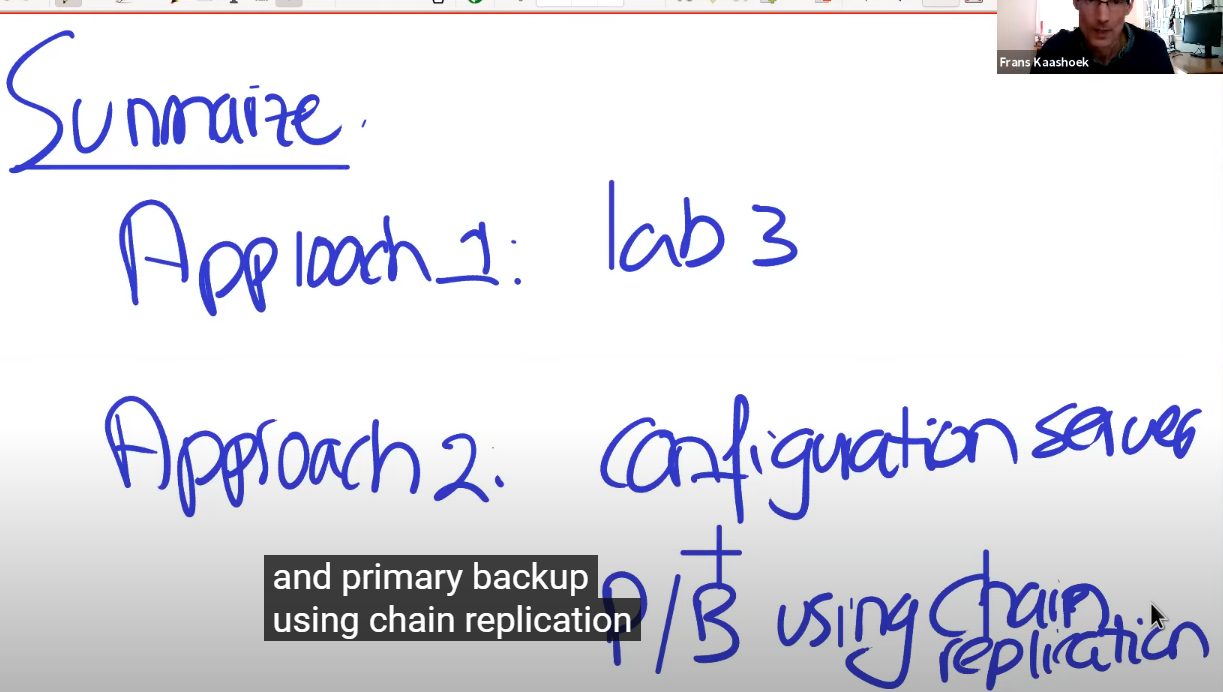 Frans Kaashoek
Summaize.
Approach 1: lab 3
Approach 2. configuration server
+
and primary backup
using chain replication
P/B using chain
replication